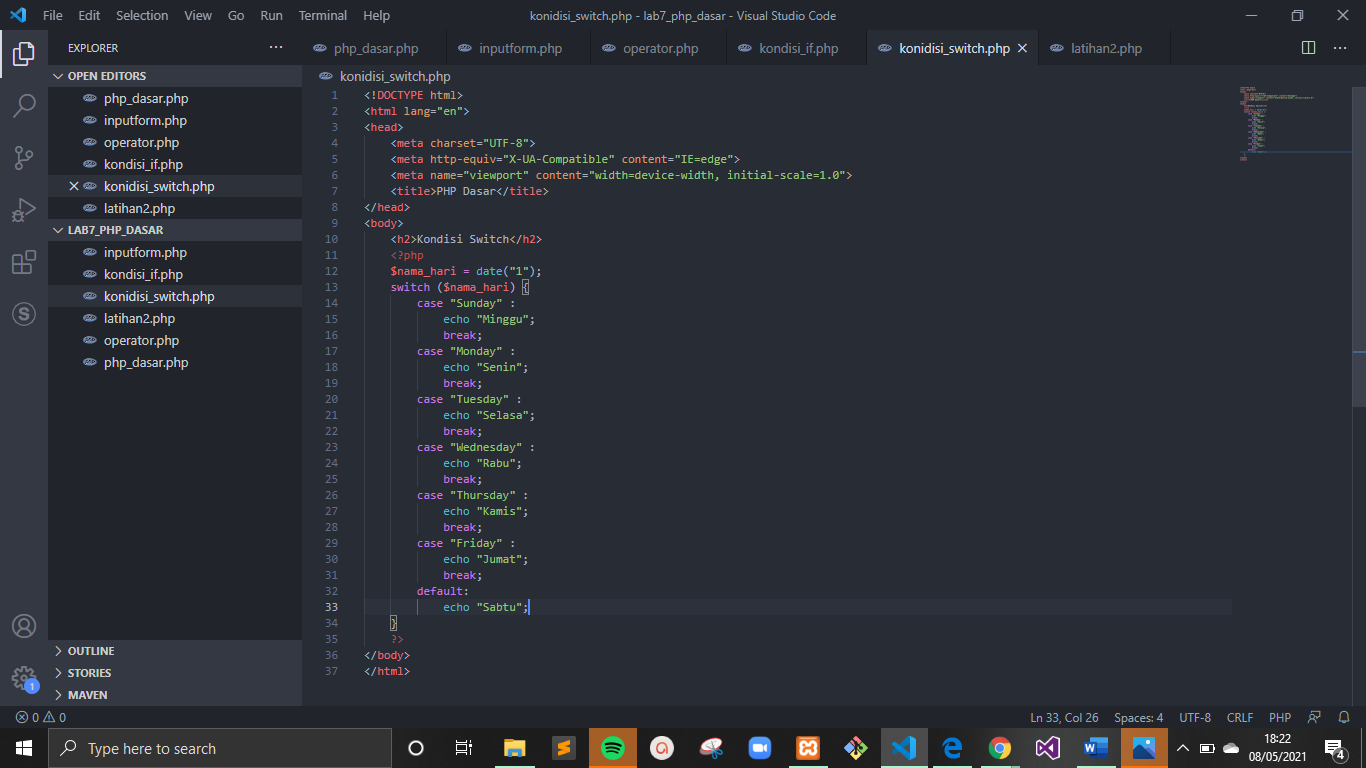 File Edit Selection View Go Run Terminal Help
konidisi_switch.php - lab7_php_dasar - Visual Studio Code
EXPLORER
OPEN EDITORS
php_dasar.php
inputform.php
operator.php
kondisi_if.php
konidisi_switch.php
latihan2.php
LAB7_PHP_DASAR
inputform.php
kondisi_if.php
konidisi_switch.php
latihan2.php
operator.php
php_dasar.php
OUTLINE
STORIES
MAVEN
1
php_dasar.php inputform.php operator.php kondisi_if.php konidisi_switch.php latihan2.php
konidisi_switch.php
1 <!DOCTYPE html>
2 <html lang="en">
3 <head>
4     <meta charset="UTF-8">
5     <meta http-equiv="X-UA-Compatible" content="IE=edge">
6     <meta name="viewport" content="width=device-width, initial-scale=1.0">
7     <title>PHP Dasar</title>
8 </head>
9 <body>
10     <h2>Kondisi Switch</h2>
11     <?php
12     $nama_hari = date("1");
13     switch ($nama_hari) {
14         case "Sunday" :
15             echo "Minggu";
16             break;
17         case "Monday" :
18             echo "Senin";
19             break;
20         case "Tuesday" :
21             echo "Selasa";
22             break;
23         case "Wednesday" :
24             echo "Rabu";
25             break;
26         case "Thursday" :
27             echo "Kamis";
28             break;
29         case "Friday" :
30             echo "Jumat";
31             break;
32         default:
33             echo "Sabtu";
34     }
35     ?>
36 </body>
37 </html>
0 0
Ln 33, Col 26 Spaces: 4 UTF-8 CRLF PHP
Type here to search
18:22
08/05/2021
4